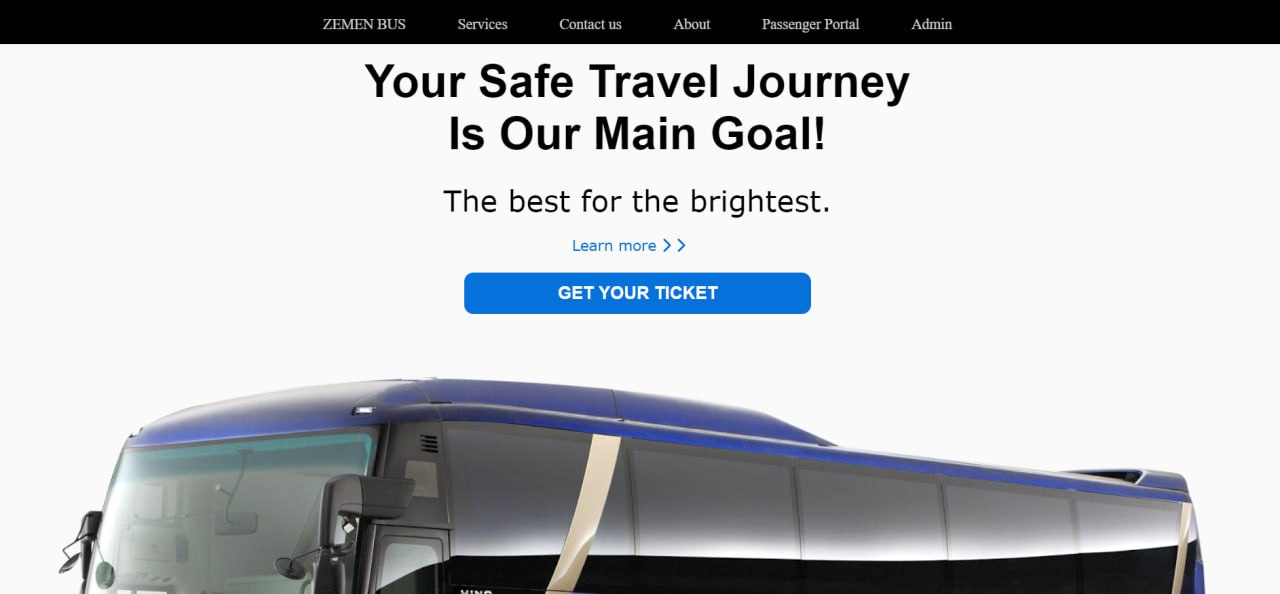 ZEMEN BUS Services Contact us About Passenger Portal Admin
Your Safe Travel Journey
Is Our Main Goal!
The best for the brightest.
Learn more
GET YOUR TICKET